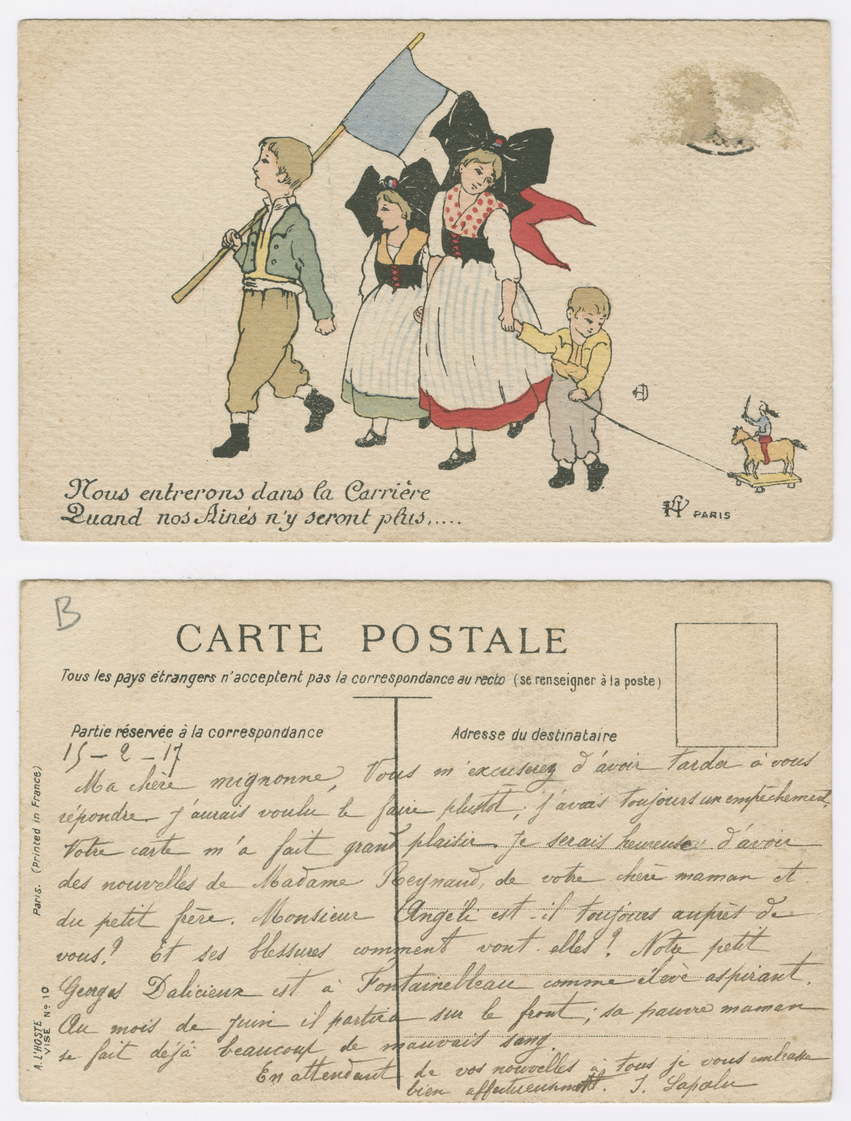 Nous entrerons dans la Carrière
Quand nos Ainés n'y seront plus,....
PARIS
B
CARTE POSTALE
Tous les pays étrangers n'acceptent pas la correspondance au recto (se renseigner à la poste)
Partie réservée à la correspondance
Adresse du destinataire
15-2-17
Ma chère mignonne, Vous m'excuserez d'avoir tarder à vous
répondre j'aurais voulu le faire plustôt, j'avais toujours un empêchement.
Votre carte m'a fait grand plaisir. Je serais heureuse d'avoir
des nouvelles de Madame Reynaud, de votre chère maman et
du petit frère. Monsieur Angéli est-il toujours auprès de
vous? Et ses blessures comment vont-elles? Notre petit
Georges Dalicieux est à Fontainebleau comme élève aspirant.
Au mois de Juin il partira sur le front; sa pauvre maman
se fait déjà beaucoup de mauvais sang.
En attendant de vos nouvelles à tous je vous embrasse
bien affectueusement. J. Lapalu
A. L'HOSTE Paris. (Printed in France)
VISE No 10